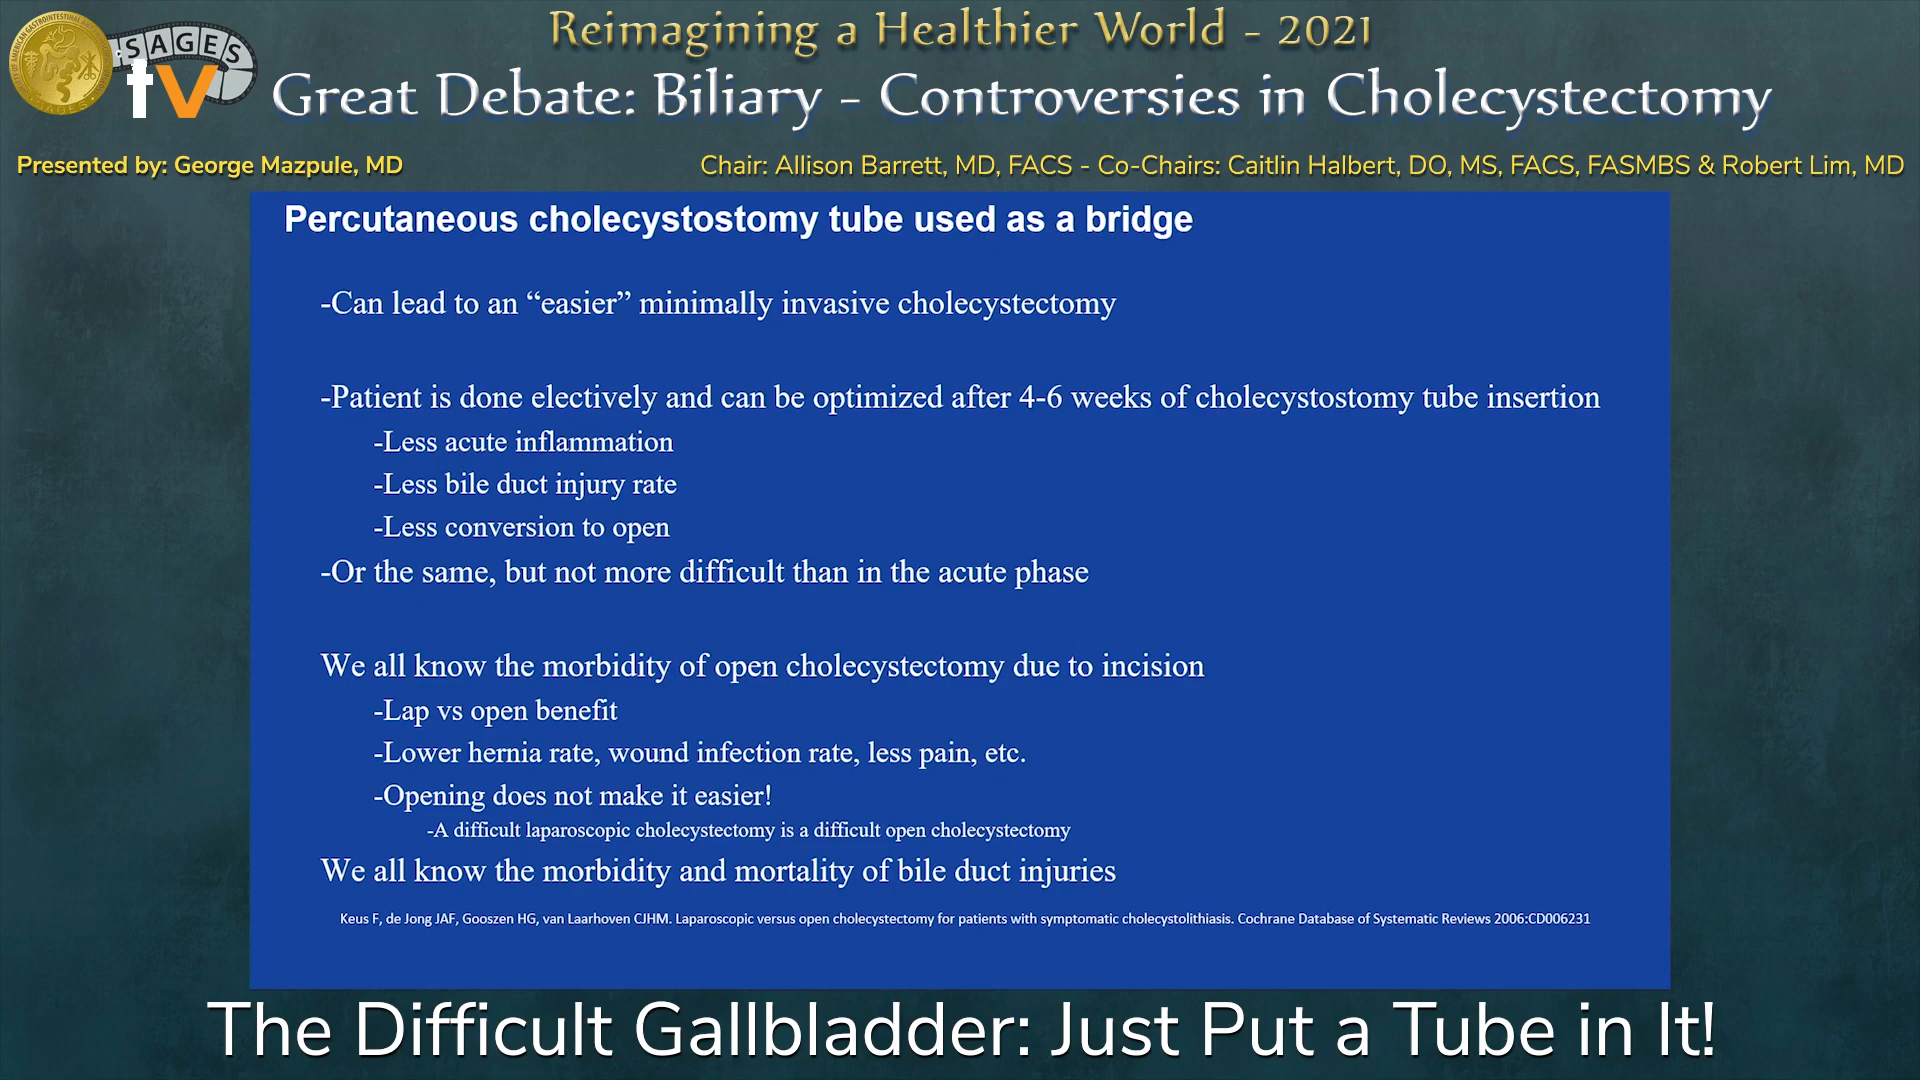 SAGES
tv
Reimagining a Healthier World - 2021
Great Debate: Biliary - Controversies in Cholecystectomy
Presented by: George Mazpule, MD
Chair: Allison Barrett, MD, FACS - Co-Chairs: Caitlin Halbert, DO, MS, FACS, FASMBS & Robert Lim, MD
Percutaneous cholecystostomy tube used as a bridge
-Can lead to an “easier” minimally invasive cholecystectomy
-Patient is done electively and can be optimized after 4-6 weeks of cholecystostomy tube insertion
-Less acute inflammation
-Less bile duct injury rate
-Less conversion to open
-Or the same, but not more difficult than in the acute phase
We all know the morbidity of open cholecystectomy due to incision
-Lap vs open benefit
-Lower hernia rate, wound infection rate, less pain, etc.
-Opening does not make it easier!
-A difficult laparoscopic cholecystectomy is a difficult open cholecystectomy
We all know the morbidity and mortality of bile duct injuries
Keus F, de Jong JAF, Gooszen HG, van Laarhoven CJHM. Laparoscopic versus open cholecystectomy for patients with symptomatic cholecystolithiasis. Cochrane Database of Systematic Reviews 2006:CD006231
The Difficult Gallbladder: Just Put a Tube in It!